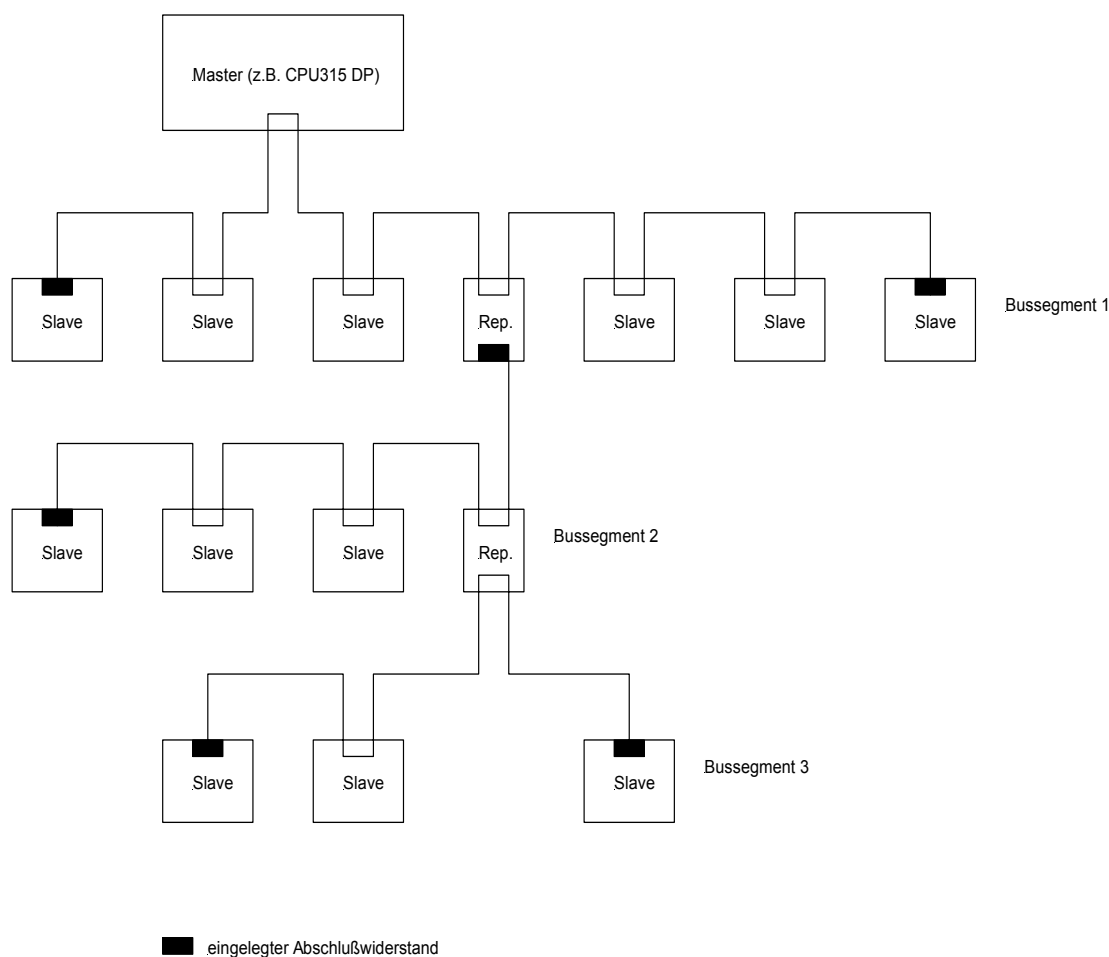 Master (z.B. CPU315 DP)
Slave
Slave
Slave
Rep.
Slave
Slave
Slave
Bussegment 1
Slave
Slave
Slave
Rep.
Bussegment 2
Slave
Slave
Slave
Bussegment 3
eingelegter Abschlußwiderstand